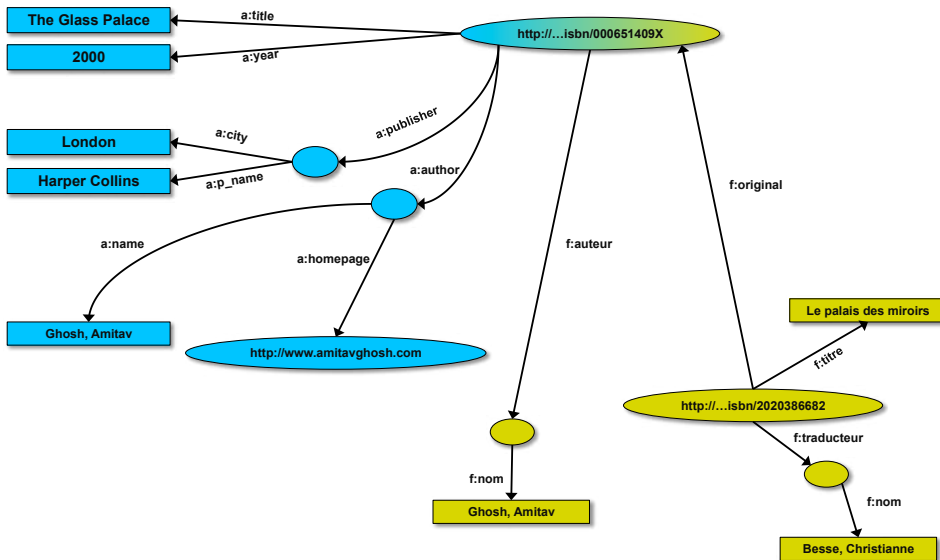 The Glass Palace
a:title
http://…isbn/000651409X
2000
a:year
a:publisher
London
a:city
Harper Collins
a:p_name
a:author
f:original
a:name
a:homepage
f:auteur
Le palais des miroirs
Ghosh, Amitav
http://www.amitavghosh.com
f:titre
http://…isbn/2020386682
f:traducteur
f:nom
f:nom
Ghosh, Amitav
Besse, Christianne